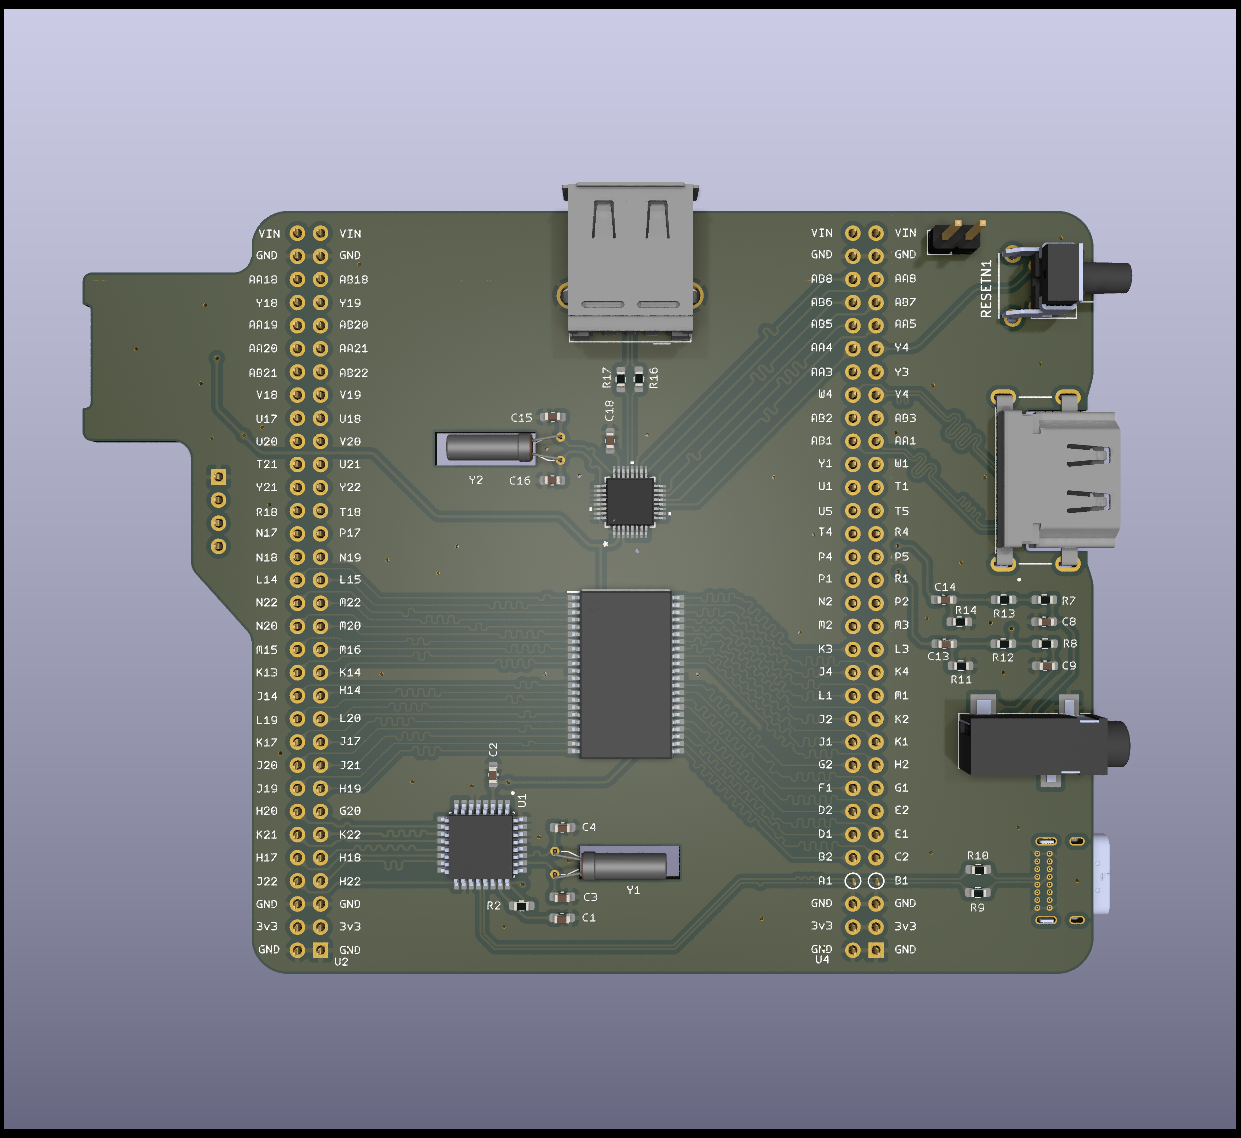 VIN VIN VIN VIN
GND GND GND GND
AA18 AB18 AB8 AA8
Y18 Y19 AB6 AB7
RESETN1
AA19 AB20 AB5 AA5
AA20 AA21 AA4 Y4
AB21 AB22 AA3 Y3
R17 R16
V18 V19 W4 V4
U17 U18 AB2 AB3
C15 C18
U20 V20 AB1 AA1
T21 U21 Y1 W1
Y2 C16
Y21 Y22 U1 T1
R18 T18 U5 T5
N17 P17 T4 R4
N18 N19 P4 P5
L14 L15 P1 R1
C14
N22 M22 N2 P2
R14 R13 R7
N20 M20 M2 M3
C8
M15 M16 K3 L3
C13 R12 R8
K13 K14 J4 K4
R11 C9
J14 H14 L1 M1
L19 L20 J2 K2
K17 J17 J1 K1
C2
J20 J21 G2 H2
J19 H19 F1 G1
U1
H20 G20 D2 E2
K21 K22 C4 D1 E1
H17 H18 B2 C2
R10
J22 H22 Y1 A1 B1
R9
GND GND R2 C3 GND GND
3v3 3v3 C1 3v3 3v3
GND GND GND GND
U2 U4